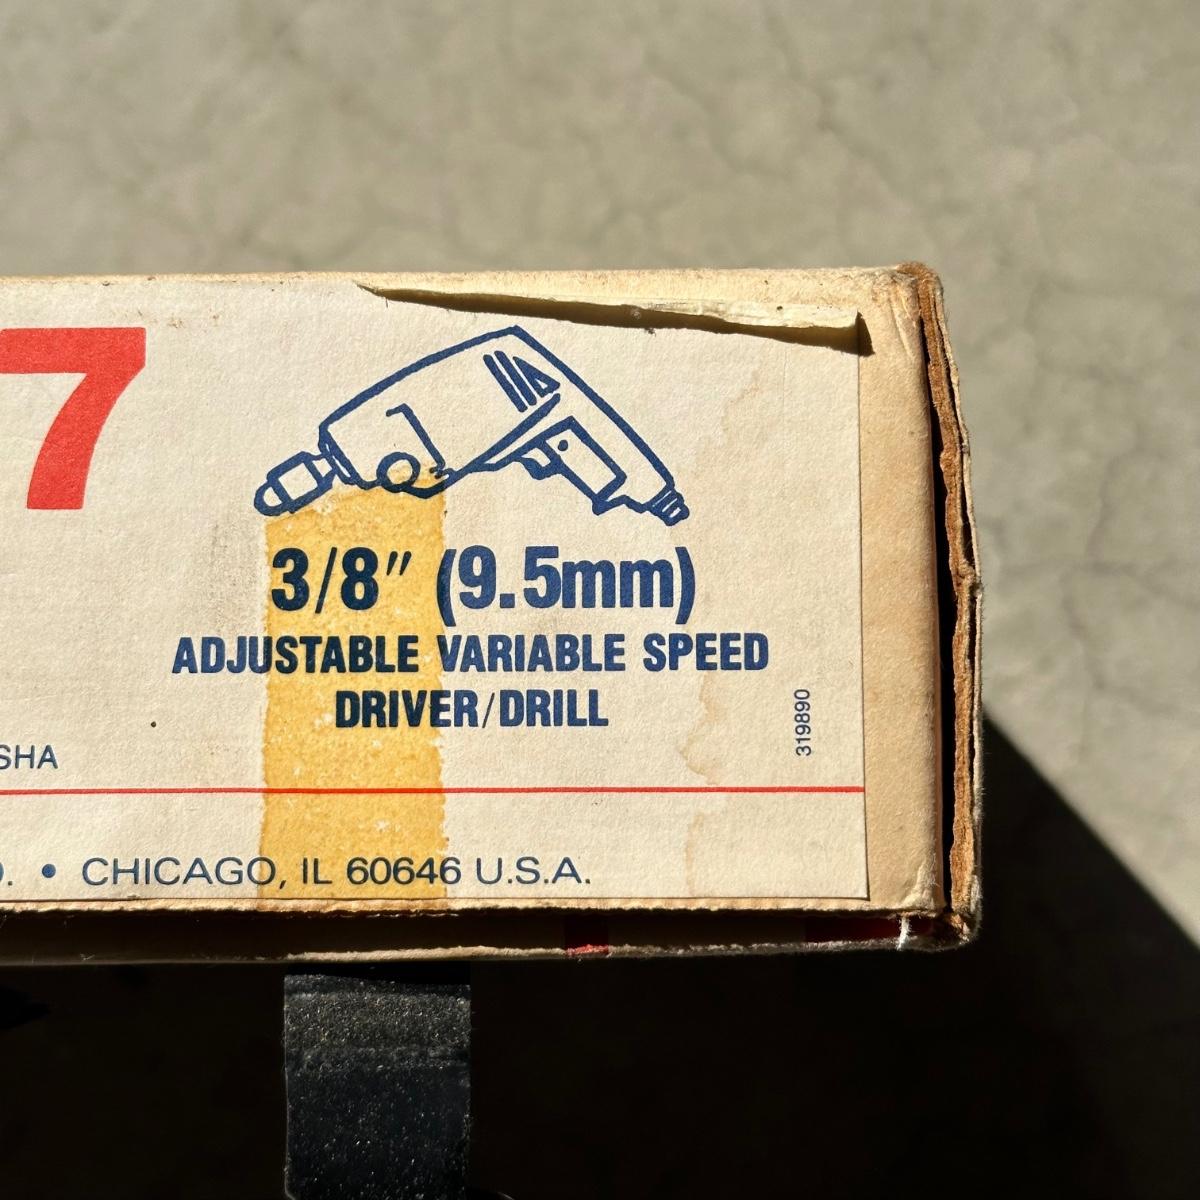 7
3/8" (9.5mm)
ADJUSTABLE VARIABLE SPEED
DRIVER/DRILL
319890
SHA
. • CHICAGO, IL 60646 U.S.A.